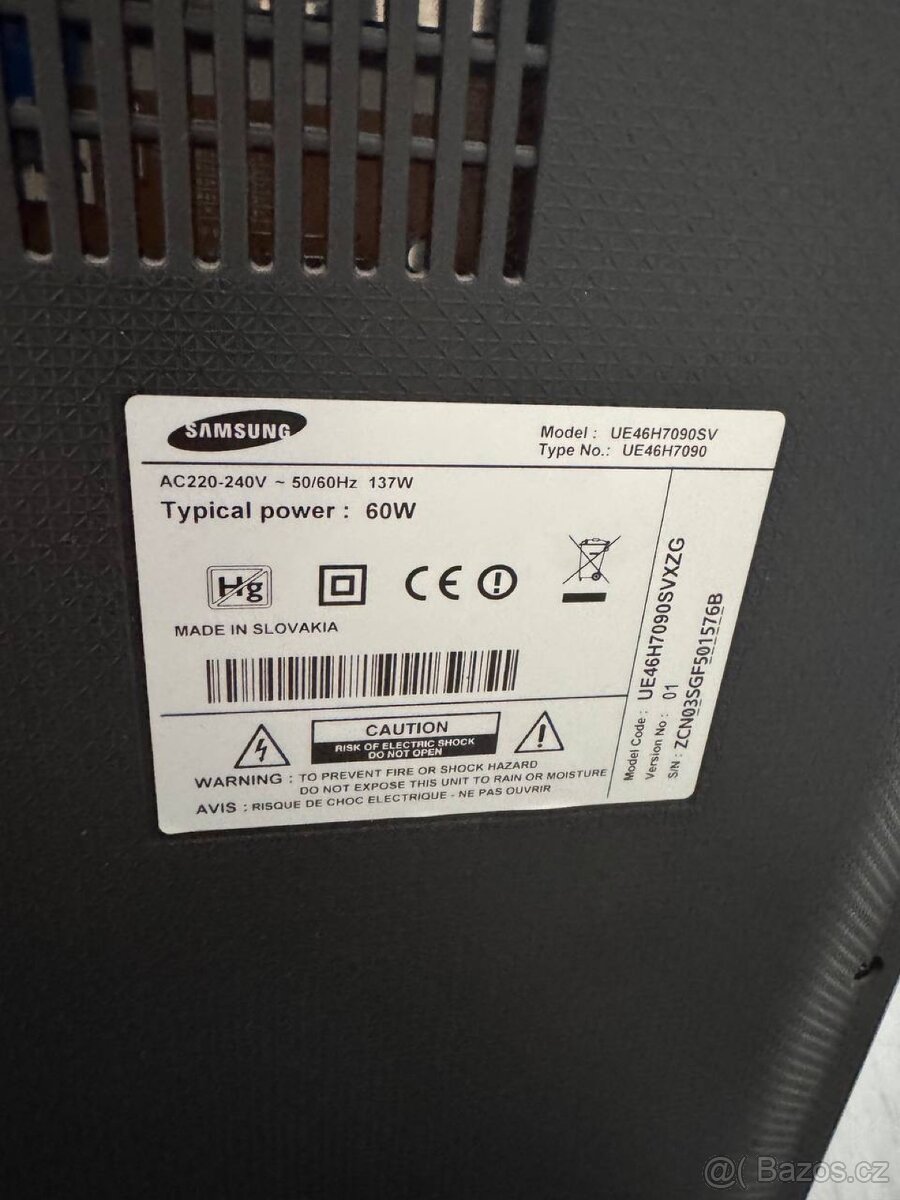 SAMSUNG
Model : UE46H7090SV
Type No.: UE46H7090
AC220-240V ~ 50/60Hz 137W
Typical power : 60W
Hg
CE
MADE IN SLOVAKIA
CAUTION
RISK OF ELECTRIC SHOCK
DO NOT OPEN
WARNING : TO PREVENT FIRE OR SHOCK HAZARD
DO NOT EXPOSE THIS UNIT TO RAIN OR MOISTURE
AVIS : RISQUE DE CHOC ELECTRIQUE - NE PAS OUVRIR
Model Code : UE46H7090SVXZG
Version No : 01
S/N : ZCN03SGF501576B
@( Bazos.cz